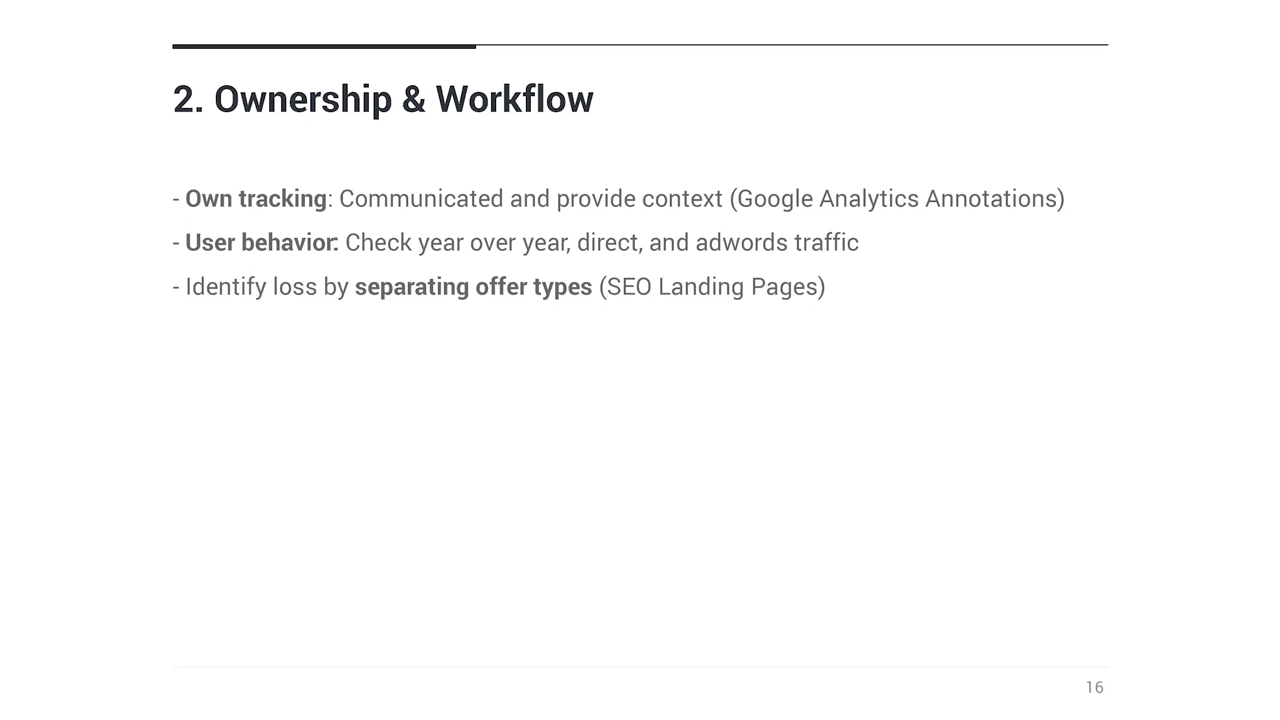 2. Ownership & Workflow
- Own tracking: Communicated and provide context (Google Analytics Annotations)
- User behavior: Check year over year, direct, and adwords traffic
- Identify loss by separating offer types (SEO Landing Pages)
16